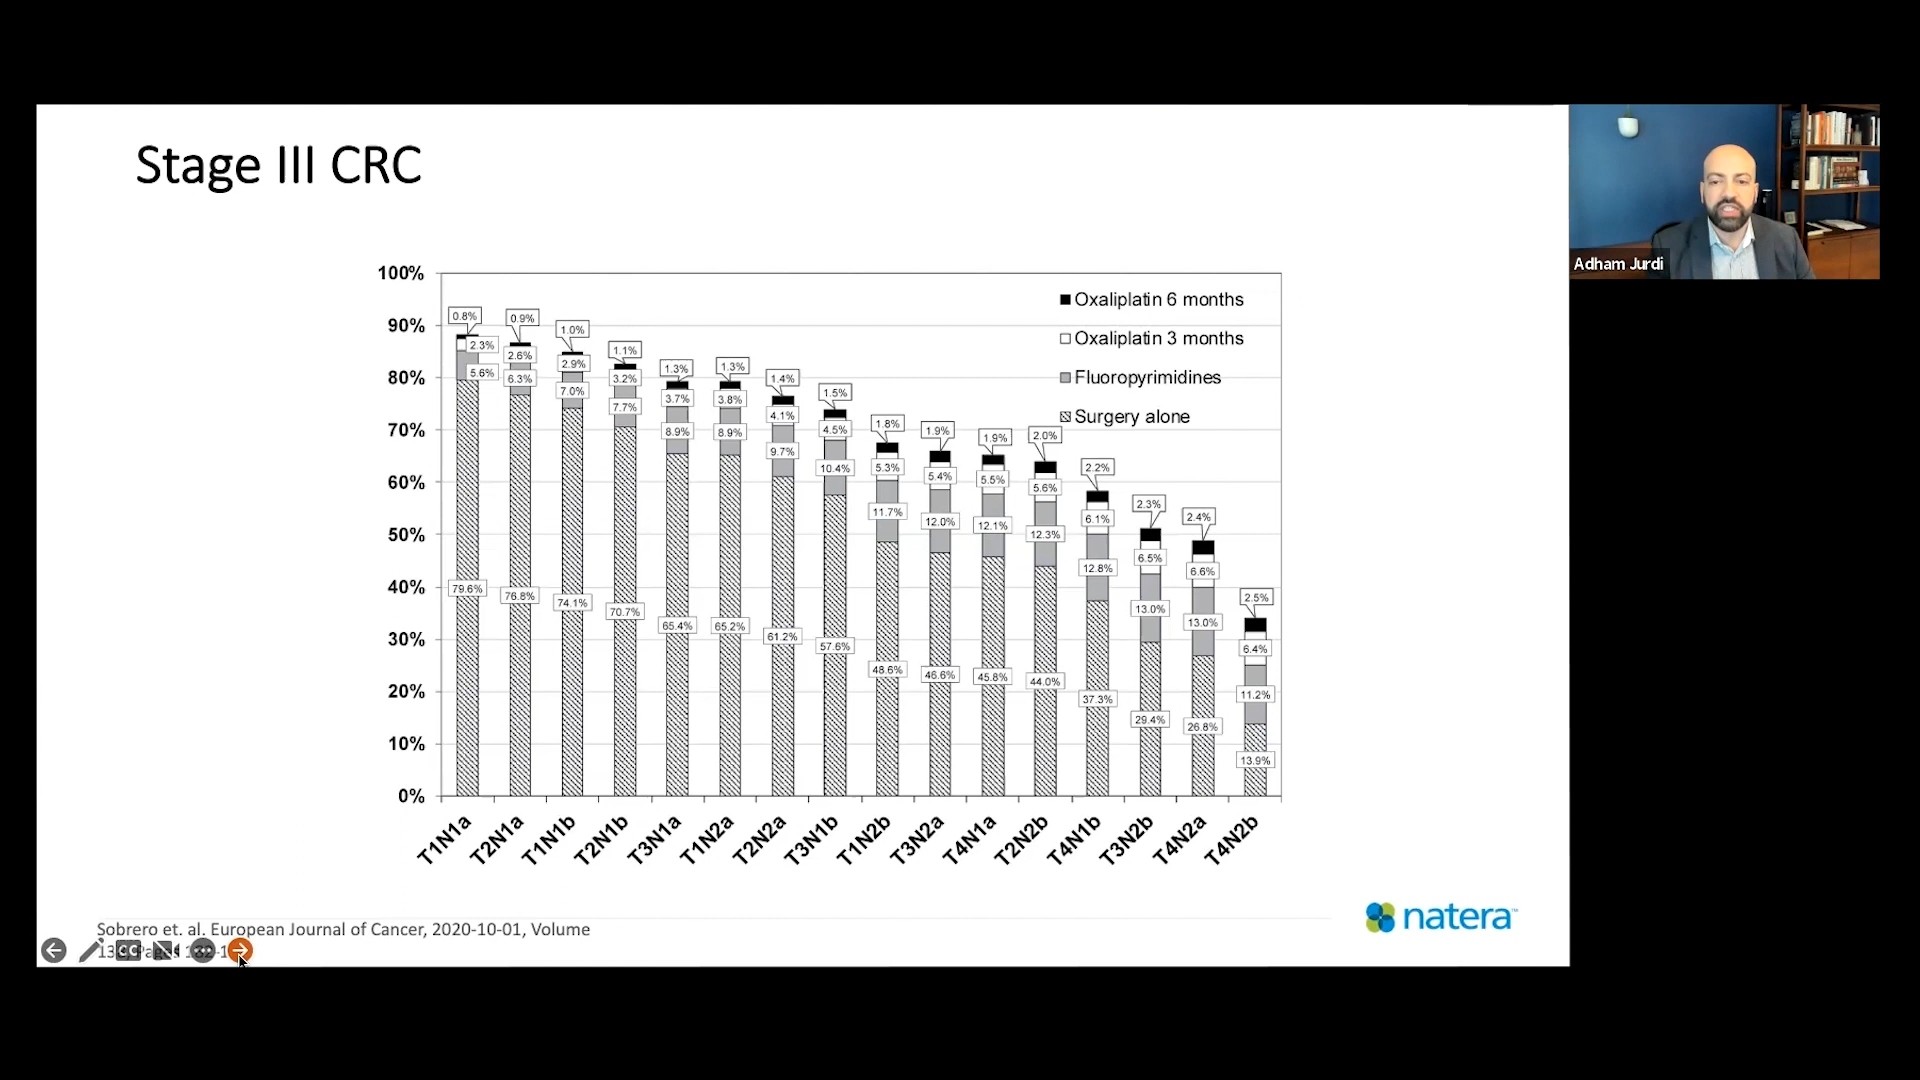 Stage III CRC
Adham Jurdi
100%
90%
80%
70%
60%
50%
40%
30%
20%
10%
0%
Oxaliplatin 6 months
Oxaliplatin 3 months
Fluoropyrimidines
Surgery alone
0.8% 0.9% 1.0% 1.1% 1.3% 1.3% 1.4% 1.5% 1.8% 1.9% 1.9% 2.0% 2.2% 2.3% 2.4% 2.5%
2.3% 2.6% 2.9% 3.2% 3.7% 3.8% 4.1% 4.5% 5.3% 5.4% 5.5% 5.6% 6.1% 6.5% 6.6% 6.4%
5.6% 6.3% 7.0% 7.7% 8.9% 8.9% 9.7% 10.4% 11.7% 12.0% 12.1% 12.3% 12.8% 13.0% 13.0% 11.2%
79.6% 76.8% 74.1% 70.7% 65.4% 65.2% 61.2% 57.6% 48.6% 46.6% 45.8% 44.0% 37.3% 29.4% 26.8% 13.9%
T1N1a T2N1a T1N1b T2N1b T3N1a T1N2a T2N2a T3N1b T1N2b T3N2a T4N1a T2N2b T4N1b T3N2b T4N2a T4N2b
Sobrero et. al. European Journal of Cancer, 2020-10-01, Volume
CC
natera